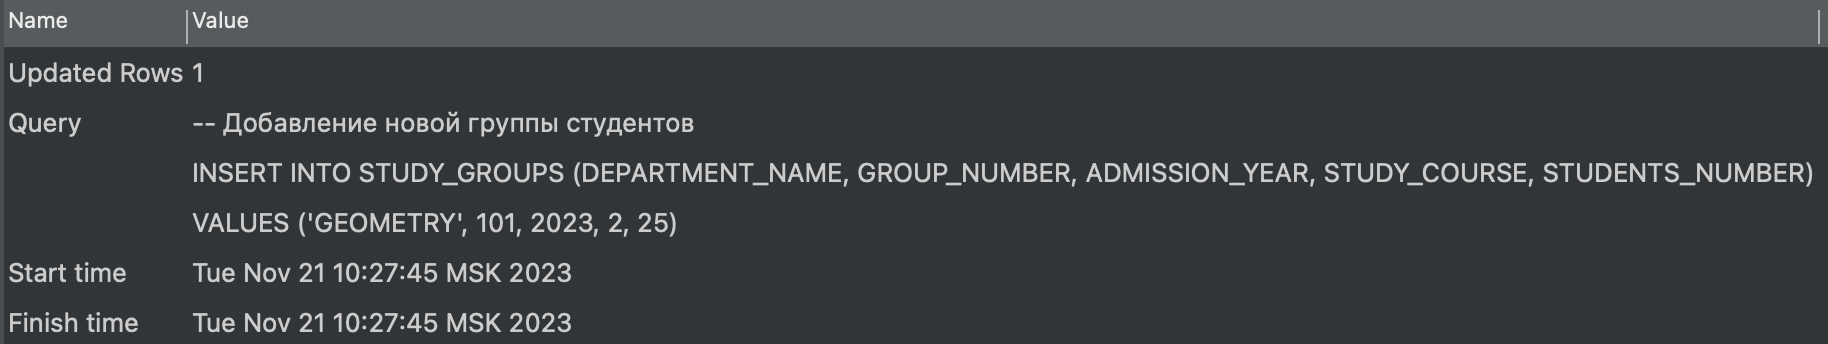 Name Value
Updated Rows 1
Query -- Добавление новой группы студентов
INSERT INTO STUDY_GROUPS (DEPARTMENT_NAME, GROUP_NUMBER, ADMISSION_YEAR, STUDY_COURSE, STUDENTS_NUMBER)
VALUES ('GEOMETRY', 101, 2023, 2, 25)
Start time Tue Nov 21 10:27:45 MSK 2023
Finish time Tue Nov 21 10:27:45 MSK 2023